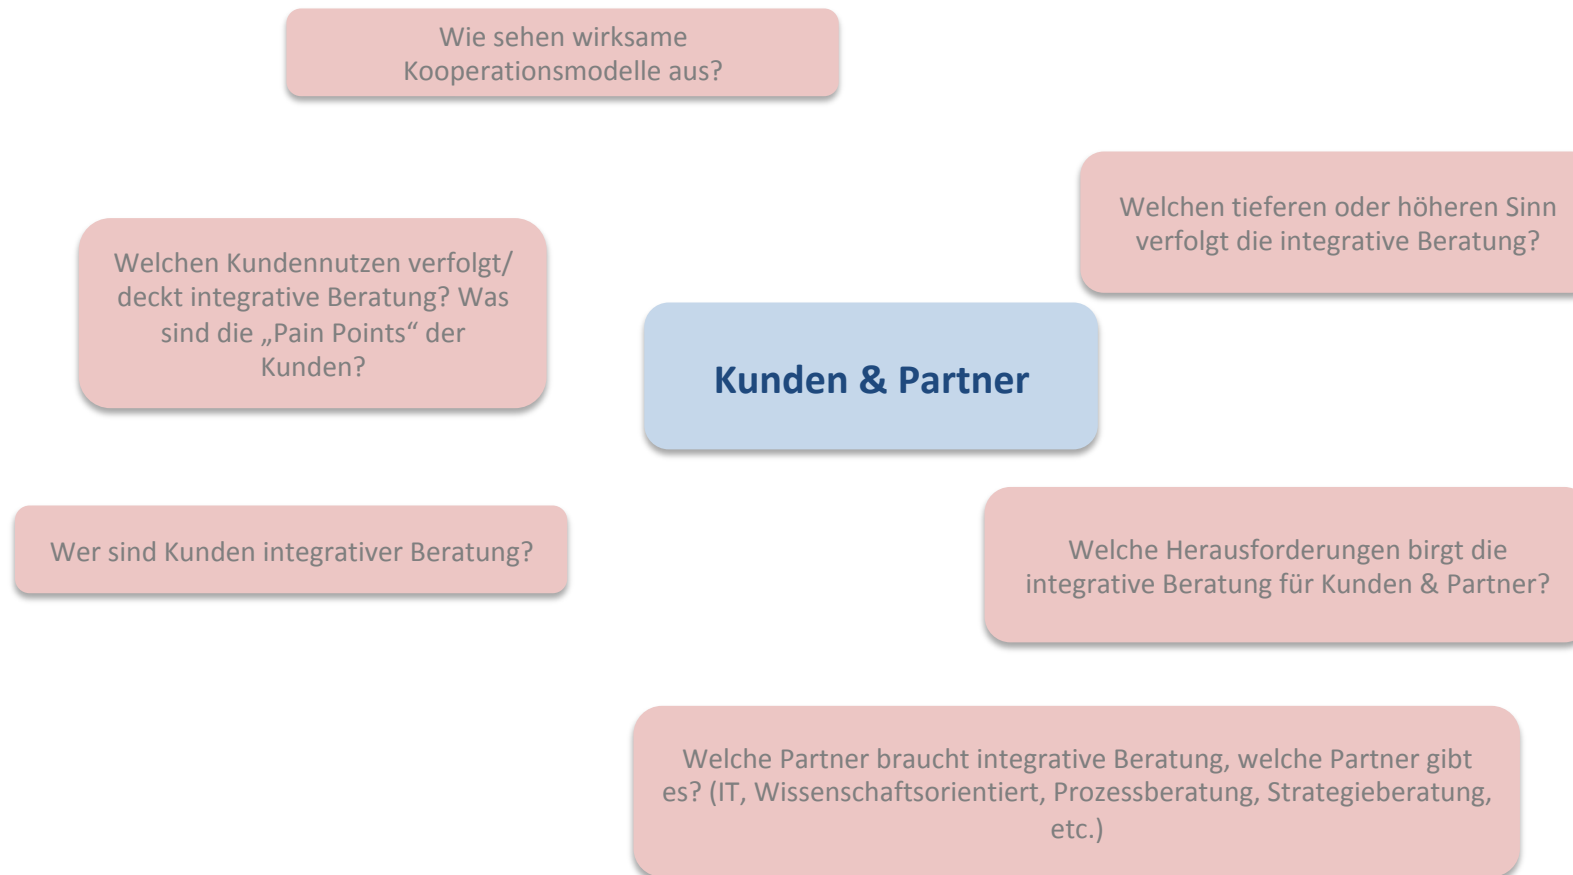 Wie sehen wirksame
Kooperationsmodelle aus?
Welchen tieferen oder höheren Sinn
verfolgt die integrative Beratung?
Welchen Kundennutzen verfolgt/
deckt integrative Beratung? Was
sind die „Pain Points“ der
Kunden?
Kunden & Partner
Wer sind Kunden integrativer Beratung?
Welche Herausforderungen birgt die
integrative Beratung für Kunden & Partner?
Welche Partner braucht integrative Beratung, welche Partner gibt
es? (IT, Wissenschaftsorientiert, Prozessberatung, Strategieberatung,
etc.)